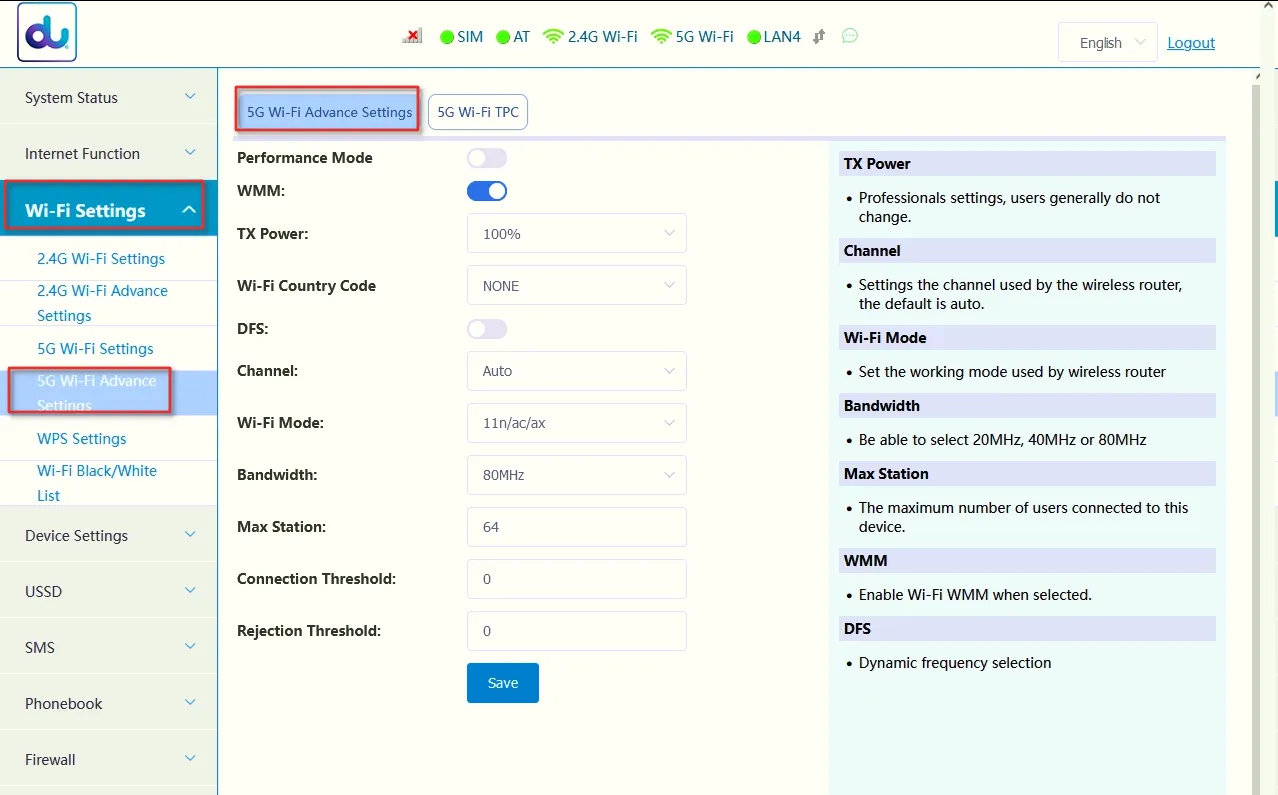 du
SIM
AT
2.4G Wi-Fi
5G Wi-Fi
LAN4
English
Logout
System Status
Internet Function
Wi-Fi Settings
2.4G Wi-Fi Settings
2.4G Wi-Fi Advance
Settings
5G Wi-Fi Settings
5G Wi-Fi Advance
Settings
WPS Settings
Wi-Fi Black/White
List
Device Settings
USSD
SMS
Phonebook
Firewall
5G Wi-Fi Advance Settings
5G Wi-Fi TPC
Performance Mode
WMM:
TX Power:
100%
Wi-Fi Country Code
NONE
DFS:
Channel:
Auto
Wi-Fi Mode:
11n/ac/ax
Bandwidth:
80MHz
Max Station:
64
Connection Threshold:
0
Rejection Threshold:
0
Save
TX Power
• Professionals settings, users generally do not
change.
Channel
• Settings the channel used by the wireless router,
the default is auto.
Wi-Fi Mode
• Set the working mode used by wireless router
Bandwidth
• Be able to select 20MHz, 40MHz or 80MHz
Max Station
• The maximum number of users connected to this
device.
WMM
• Enable Wi-Fi WMM when selected.
DFS
• Dynamic frequency selection